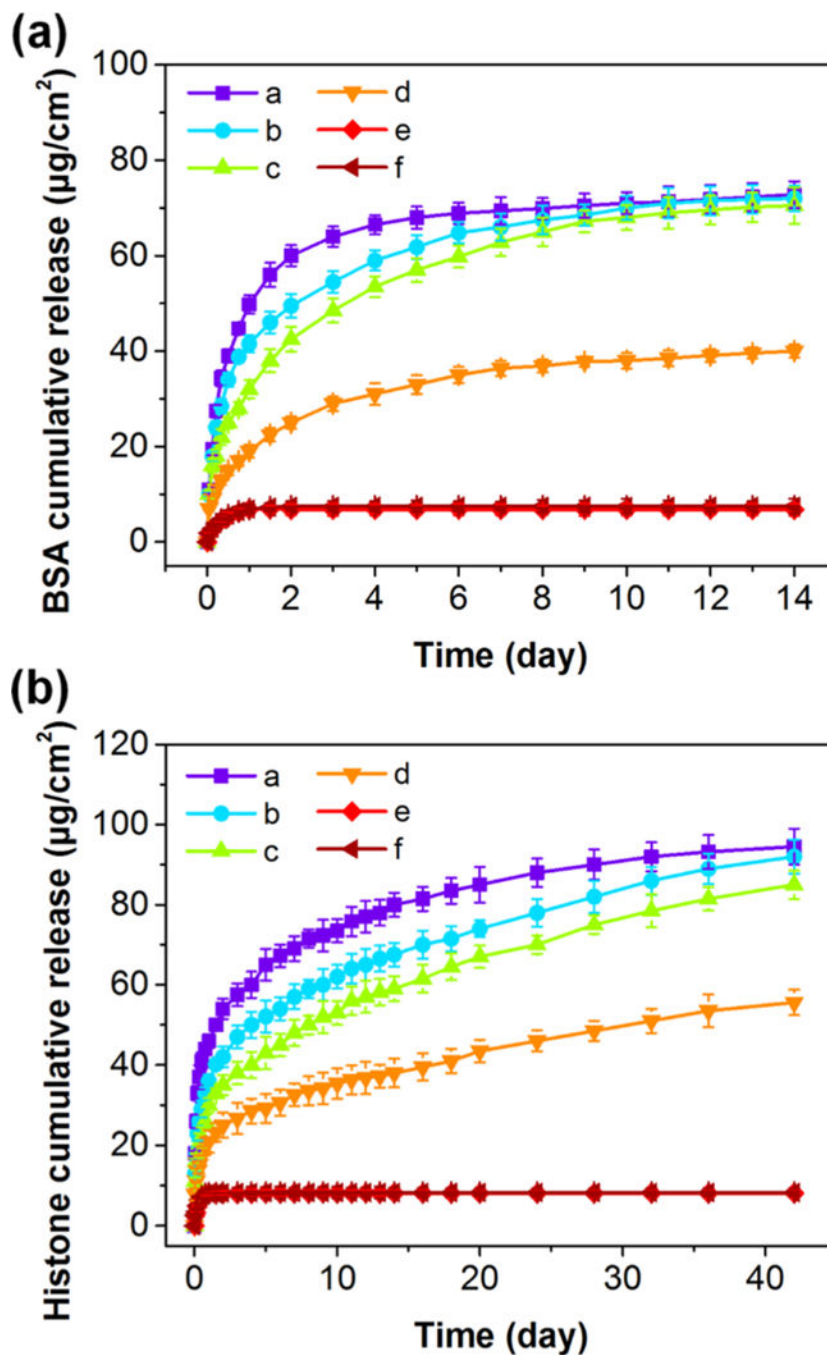 (a)
BSA cumulative release (µg/cm²)
100
80
60
40
20
0
a d
b e
c f
0 2 4 6 8 10 12 14
Time (day)
(b)
Histone cumulative release (µg/cm²)
120
100
80
60
40
20
0
a d
b e
c f
0 10 20 30 40
Time (day)